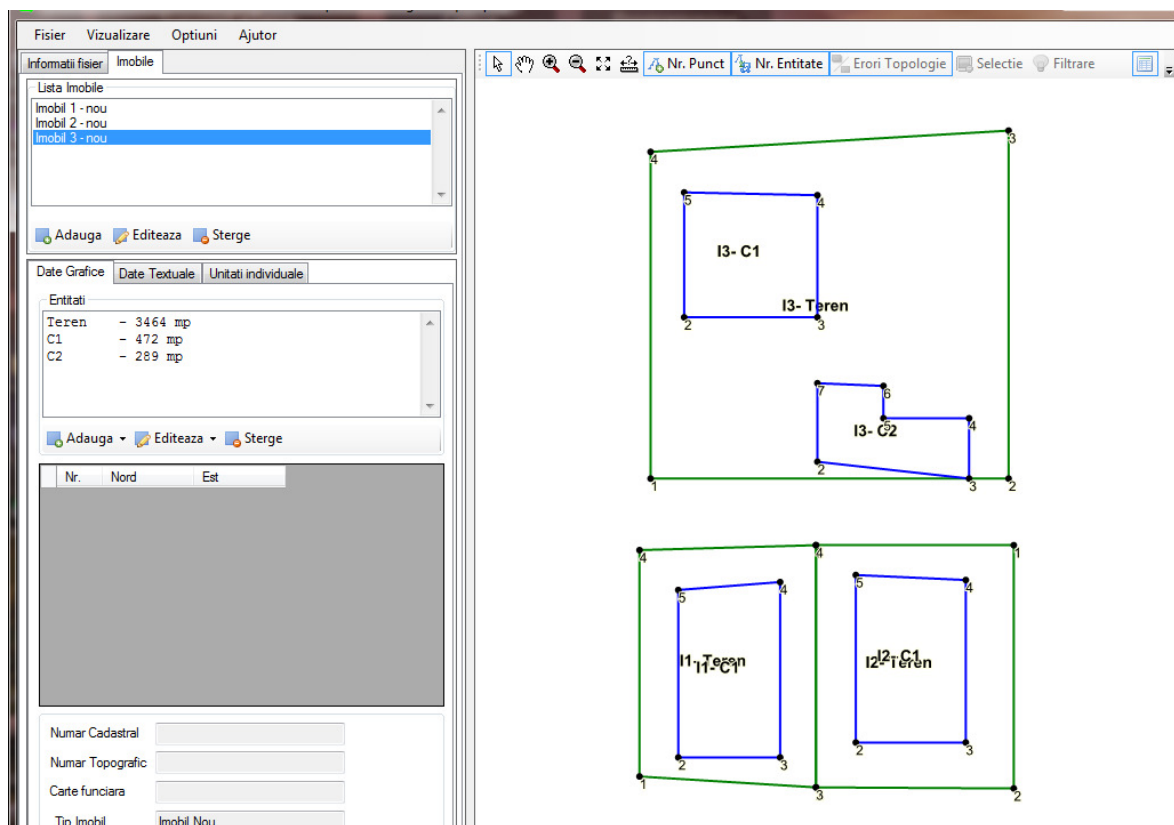 Fisier Vizualizare Optiuni Ajutor
Informatii fisier Imobile
Nr. Punct Nr. Entitate Erori Topologie Selectie Filtrare
Lista Imobile
Imobil 1 - nou
Imobil 2 - nou
Imobil 3 - nou
Adauga Editeaza Sterge
Date Grafice Date Textuale Unitati individuale
Entitati
Teren - 3464 mp
C1 - 472 mp
C2 - 289 mp
Adauga Editeaza Sterge
Nr. Nord Est
Numar Cadastral
Numar Topografic
Carte funciara
Tip Imobil Imobil Nou
3
4
5 4
I3- C1
I3- Teren
2 3
7 6
5 4
I3- C2
2
1 3 2
4 4 1
5 4 5 4
I1- Teren I2- C1
I1- C1 I2- Teren
2 3 2 3
1 3 2